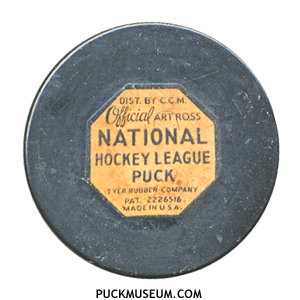 DIST. BY C.C.M.
Official ART ROSS
NATIONAL
HOCKEY LEAGUE
PUCK
TYER RUBBER COMPANY
PAT. 2226516
MADE IN U.S.A.
PUCKMUSEUM.COM